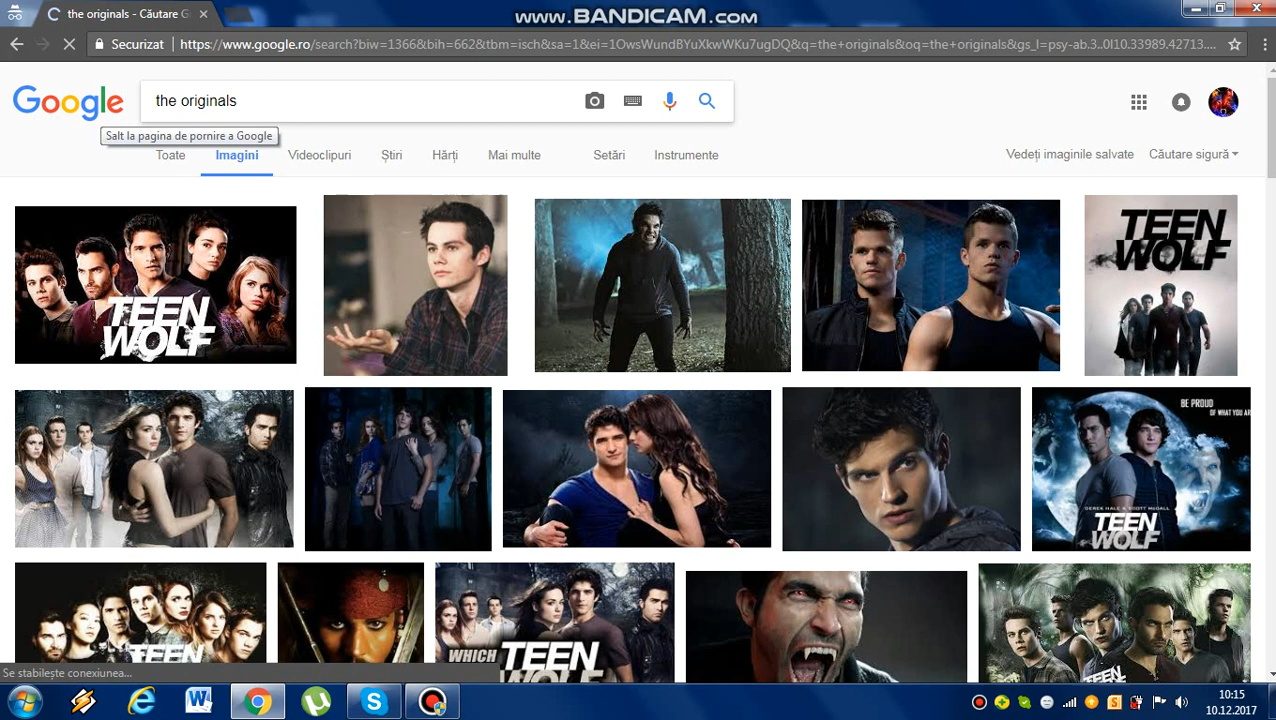 the originals - Căutare G
www.BANDICAM.com
Securizat
https://www.google.ro/search?biw=1366&bih=662&tbm=isch&sa=1&ei=1OwsWundBYuXkwWKu7ugDQ&q=the+originals&oq=the+originals&gs_l=psy-ab.3..0l10.33989.42713....
Google
the originals
Salt la pagina de pornire a Google
Toate
Imagini
Videoclipuri
Știri
Hărți
Mai multe
Setări
Instrumente
Vedeți imaginile salvate
Căutare sigură
TEEN
WOLF
TEEN
WOLF
BE PROUD
OF WHAT YOU AR
DEREK HALE & SCOTT McCALL
TEEN
WOLF
TEEN
WHICH
TEEN
Se stabilește conexiunea...
10:15
10.12.2017